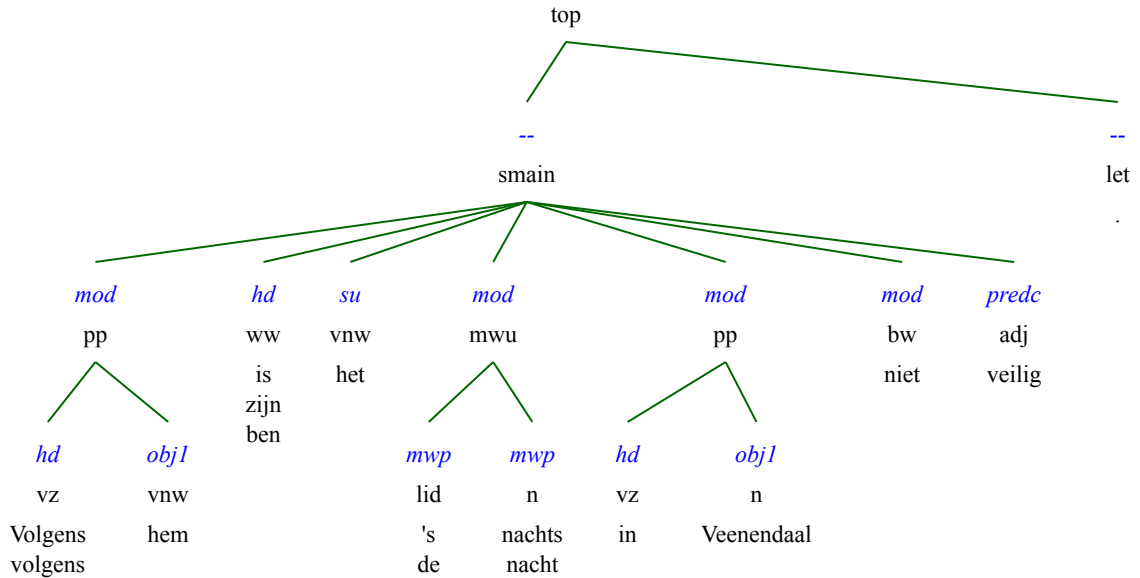 top
-- --
smain let
.
mod hd su mod mod mod predc
pp ww vnw mwu pp bw adj
is het niet veilig
zijn
ben
hd obj1 mwp mwp hd obj1
vz vnw lid n vz n
Volgens hem 's nachts in Veenendaal
volgens de nacht